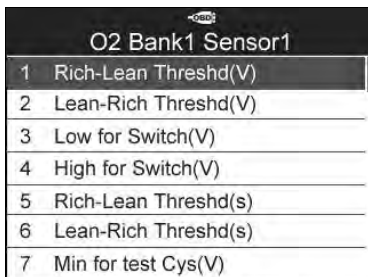 OBD
O2 Bank1 Sensor1
1 Rich-Lean Threshd(V)
2 Lean-Rich Threshd(V)
3 Low for Switch(V)
4 High for Switch(V)
5 Rich-Lean Threshd(s)
6 Lean-Rich Threshd(s)
7 Min for test Cys(V)